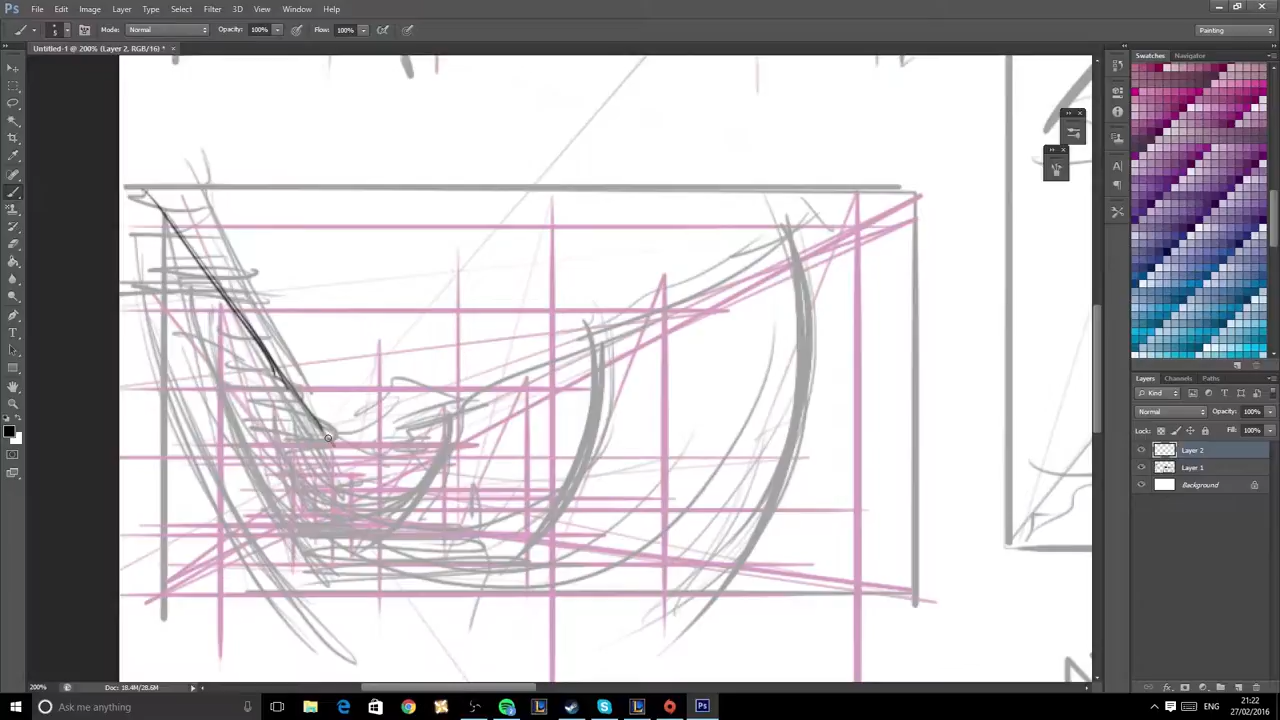 Ps File Edit Image Layer Type Select Filter 3D View Window Help
5 Mode: Normal Opacity: 100% Flow: 100% Painting
Untitled-1 @ 200% (Layer 2, RGB/16) * ×
Swatches Navigator
Layers Channels Paths
Kind
Normal Opacity: 100%
Lock: Fill: 100%
Layer 2
Layer 1
Background
200% Doc: 18.4M/28.6M
Ask me anything
ENG
21:22
27/02/2016